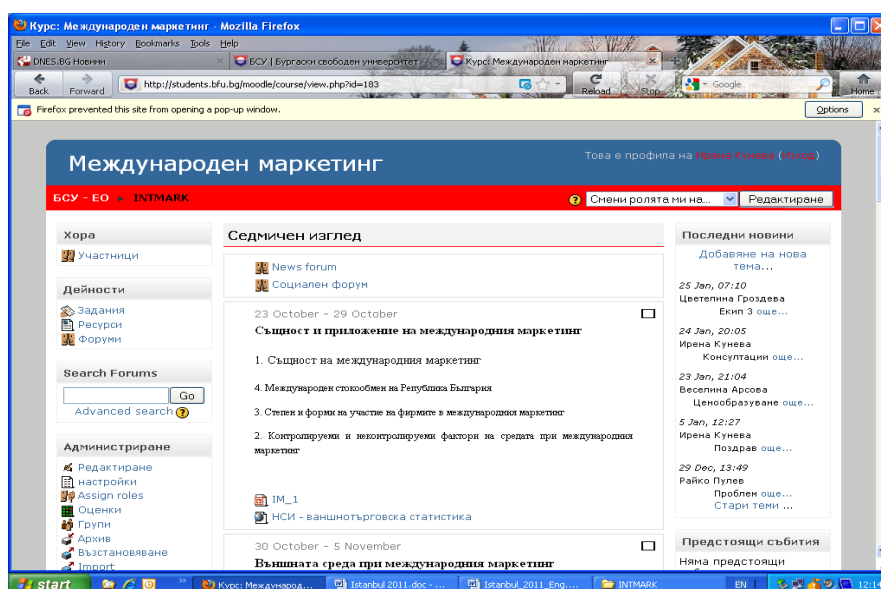 Курс: Международен маркетинг - Mozilla Firefox
File Edit View History Bookmarks Tools Help
DNES.BG Новини
БСУ | Бургаски свободен университет
Курс: Международен маркетинг
Back Forward http://students.bfu.bg/moodle/course/view.php?id=183 Reload Stop Google Home
Firefox prevented this site from opening a pop-up window. Options
Международен маркетинг
Това е профила на Ирена Кунева (Изход)
БСУ - ЕО ► INTMARK
Смени ролята ми на... Редактиране
Хора
Участници
Дейности
Задания
Ресурси
Форуми
Search Forums
Go
Advanced search
Администриране
Редактиране
настройки
Assign roles
Оценки
Групи
Архив
Възстановяване
Import
Седмичен изглед
News forum
Социален форум
23 October - 29 October
Същност и приложение на международния маркетинг
1. Същност на международния маркетинг
4. Международен стокообмен на Република България
3. Степен и форми на участие на фирмите в международния маркетинг
2. Контролируеми и неконтролируеми фактори на средата при международния
маркетинг
IM_1
НСИ - ваншнотърговска статистика
30 October - 5 November
Външната среда при международния маркетинг
Последни новини
Добавяне на нова
тема...
25 Jan, 07:10
Цветелина Гроздева
Екип 3 още...
24 Jan, 20:05
Ирена Кунева
Консултации още...
23 Jan, 21:04
Веселина Арсова
Ценообразуване още...
5 Jan, 12:27
Ирена Кунева
Поздрав още...
29 Dec, 13:49
Райко Пулев
Проблем още...
Стари теми ...
Предстоящи събития
Няма предстоящи
start
Курс: Международ...
Istanbul 2011.doc - ...
Istanbul_2011_Eng....
INTMARK
EN
12:14